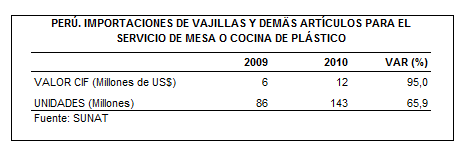 PERÚ. IMPORTACIONES DE VAJILLAS Y DEMÁS ARTÍCULOS PARA EL
SERVICIO DE MESA O COCINA DE PLÁSTICO
2009 2010 VAR (%)
VALOR CIF (Millones de US$) 6 12 95,0
UNIDADES (Millones) 86 143 65,9
Fuente: SUNAT